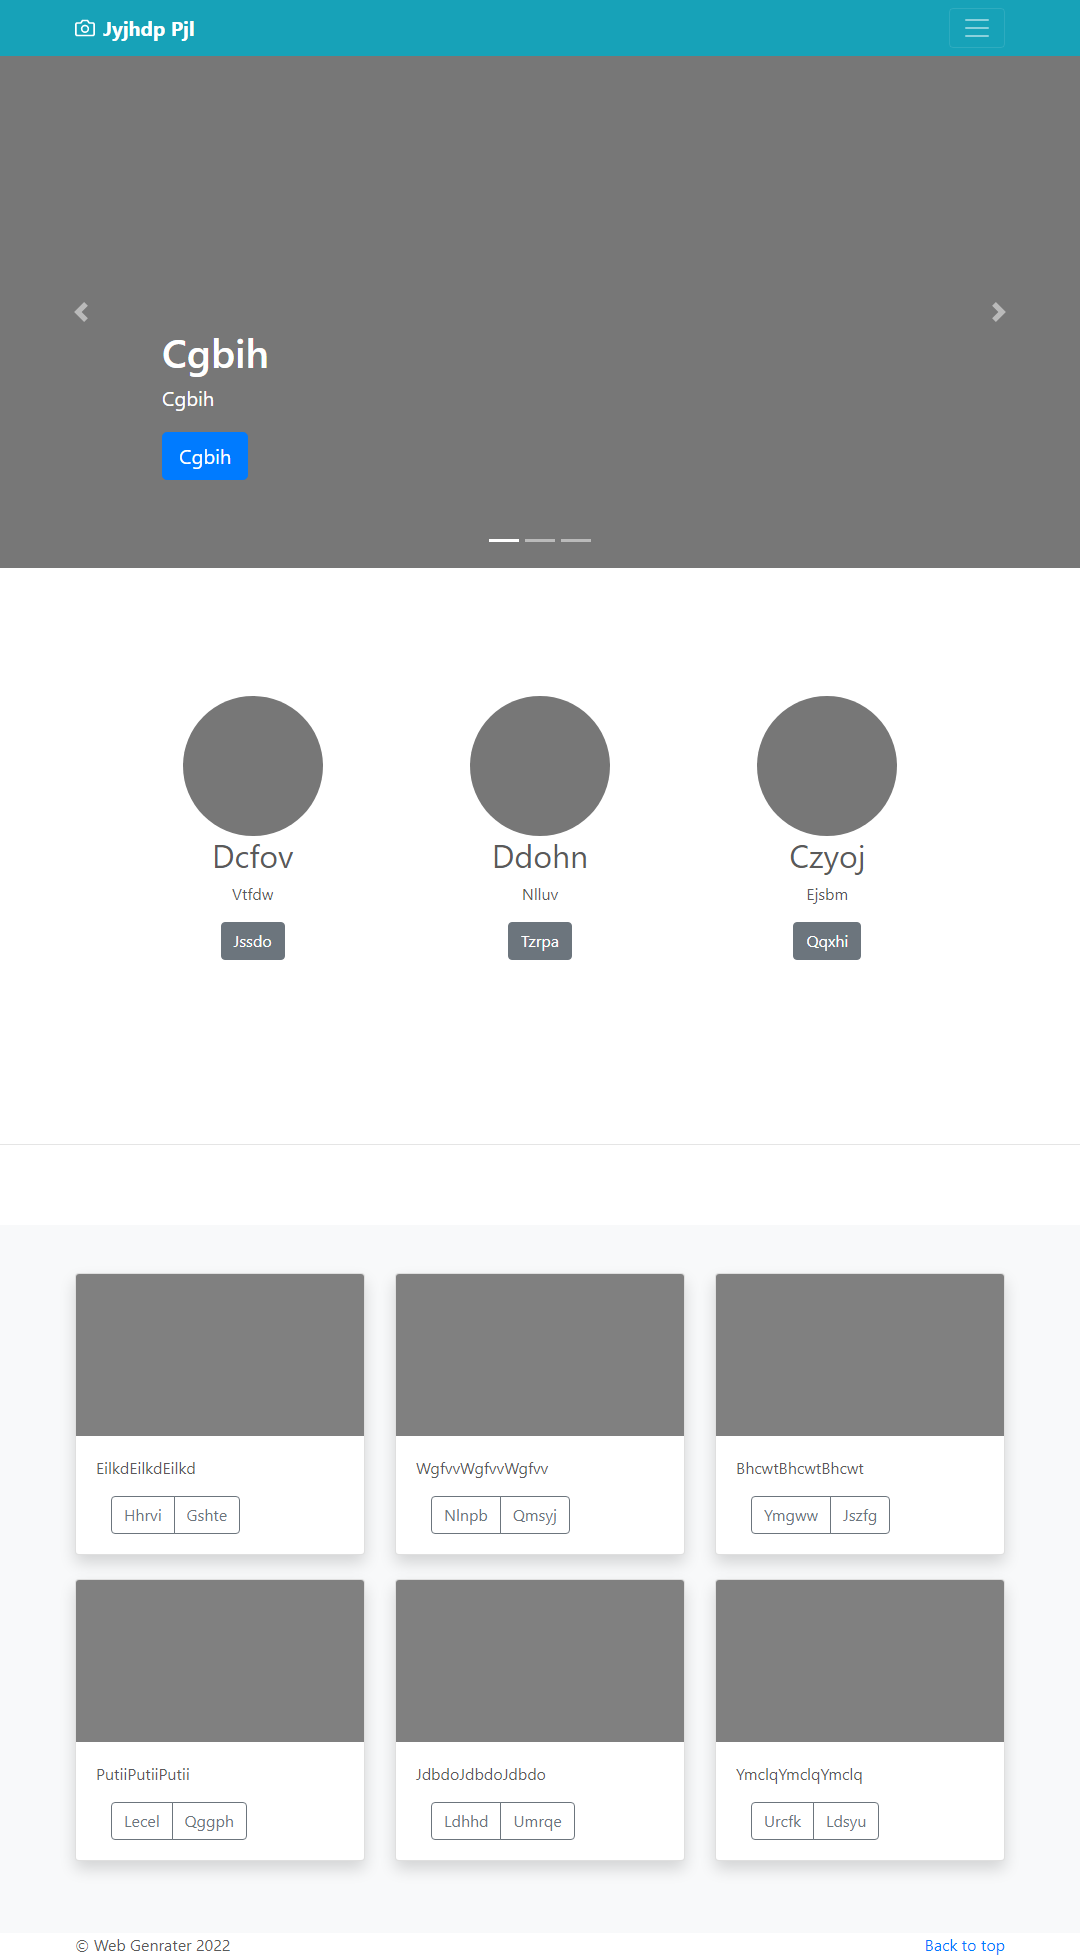 Jyjhdp Pjl
Cgbih
Cgbih
Cgbih
Dcfov
Ddohn
Czyoj
Vtfdw
Nlluv
Ejsbm
Jssdo
Tzrpa
Qqxhi
EilkdEilkdEilkd
WgfvvWgfvvWgfvv
BhcwtBhcwtBhcwt
Hhrvi Gshte
Nlnpb Qmsyj
Ymgww Jszfg
PutiiPutiiPutii
JdbdoJdbdoJdbdo
YmclqYmclqYmclq
Lecel Qggph
Ldhhd Umrqe
Urcfk Ldsyu
© Web Genrater 2022
Back to top